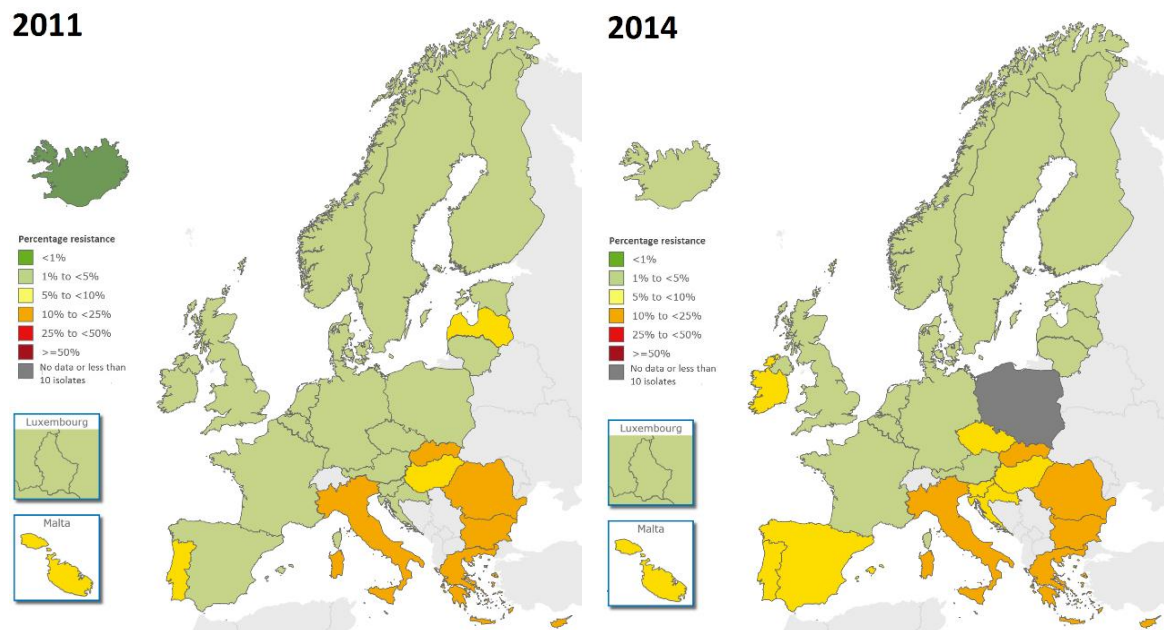 2011
Percentage resistance
<1%
1% to <5%
5% to <10%
10% to <25%
25% to <50%
>=50%
No data or less than
10 isolates
Luxembourg
Malta
2014
Percentage resistance
<1%
1% to <5%
5% to <10%
10% to <25%
25% to <50%
>=50%
No data or less than
10 isolates
Luxembourg
Malta